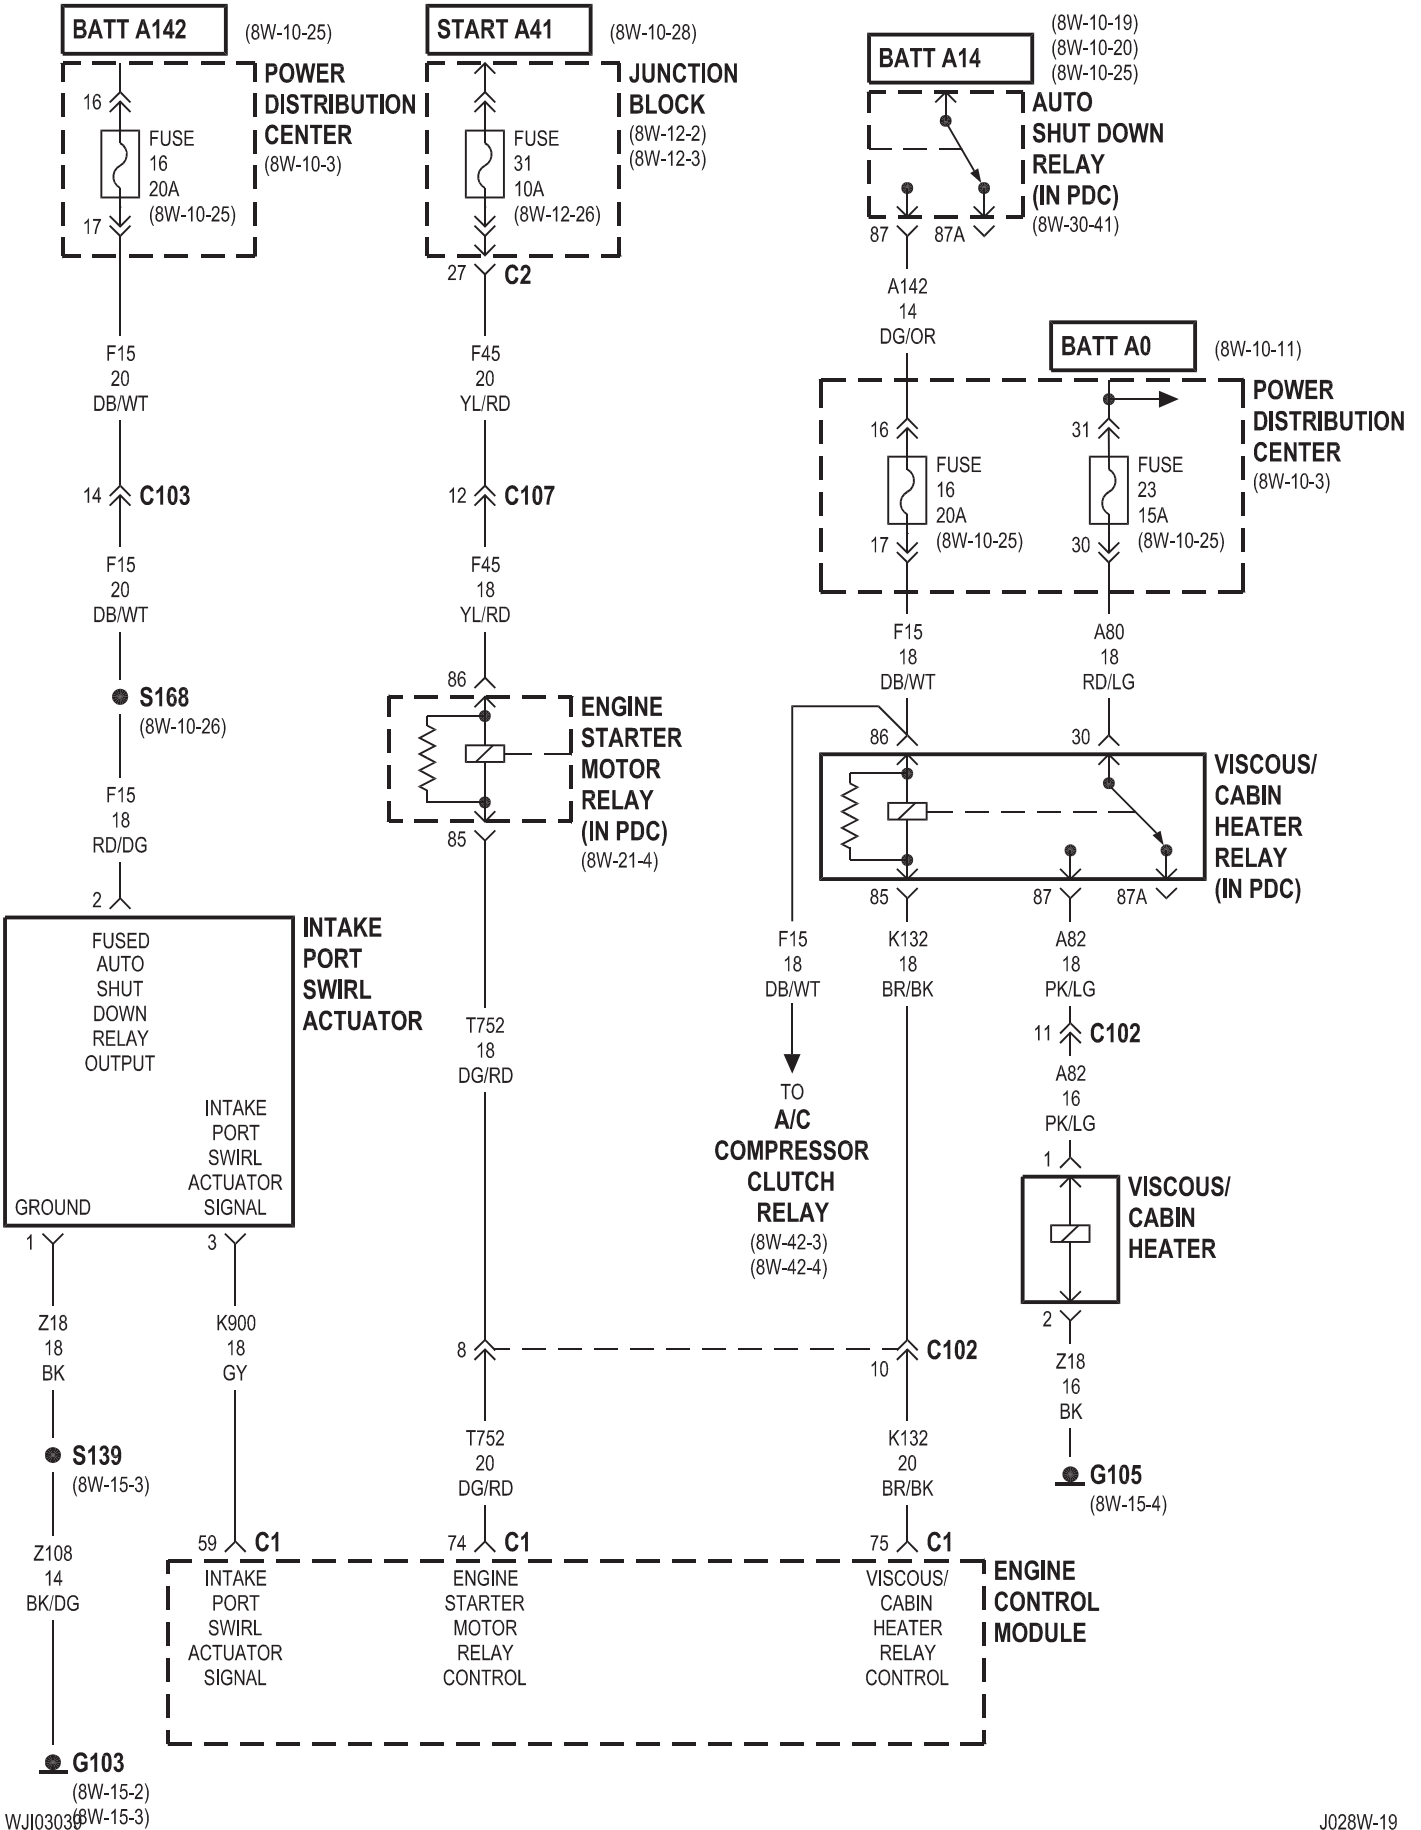 BATT A142
(8W-10-25)
POWER
DISTRIBUTION
CENTER
(8W-10-3)
16
FUSE
16
20A
(8W-10-25)
17
F15
20
DB/WT
14
C103
F15
20
DB/WT
S168
(8W-10-26)
F15
18
RD/DG
2
FUSED
AUTO
SHUT
DOWN
RELAY
OUTPUT
INTAKE
PORT
SWIRL
ACTUATOR
INTAKE
PORT
SWIRL
ACTUATOR
SIGNAL
GROUND
1
3
Z18
18
BK
K900
18
GY
S139
(8W-15-3)
Z108
14
BK/DG
G103
(8W-15-2)
(8W-15-3)
START A41
(8W-10-28)
JUNCTION
BLOCK
(8W-12-2)
(8W-12-3)
FUSE
31
10A
(8W-12-26)
27
C2
F45
20
YL/RD
12
C107
F45
18
YL/RD
86
ENGINE
STARTER
MOTOR
RELAY
(IN PDC)
(8W-21-4)
85
T752
18
DG/RD
8
T752
20
DG/RD
BATT A14
(8W-10-19)
(8W-10-20)
(8W-10-25)
AUTO
SHUT DOWN
RELAY
(IN PDC)
(8W-30-41)
87
87A
A142
14
DG/OR
BATT A0
(8W-10-11)
POWER
DISTRIBUTION
CENTER
(8W-10-3)
16
FUSE
16
20A
(8W-10-25)
17
31
FUSE
23
15A
(8W-10-25)
30
F15
18
DB/WT
A80
18
RD/LG
86
30
VISCOUS/
CABIN
HEATER
RELAY
(IN PDC)
85
87
87A
F15
18
DB/WT
K132
18
BR/BK
A82
18
PK/LG
11
C102
A82
16
PK/LG
TO
A/C
COMPRESSOR
CLUTCH
RELAY
(8W-42-3)
(8W-42-4)
1
VISCOUS/
CABIN
HEATER
2
Z18
16
BK
G105
(8W-15-4)
C102
10
K132
20
BR/BK
59
C1
74
C1
75
C1
INTAKE
PORT
SWIRL
ACTUATOR
SIGNAL
ENGINE
STARTER
MOTOR
RELAY
CONTROL
VISCOUS/
CABIN
HEATER
RELAY
CONTROL
ENGINE
CONTROL
MODULE
WJI03039
J028W-19